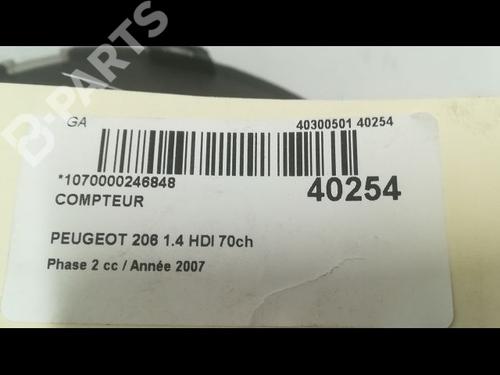 B-PARTS
GA 40300501 40254
*1070000246848 40254
COMPTEUR
PEUGEOT 206 1.4 HDI 70ch
Phase 2 cc / Année 2007